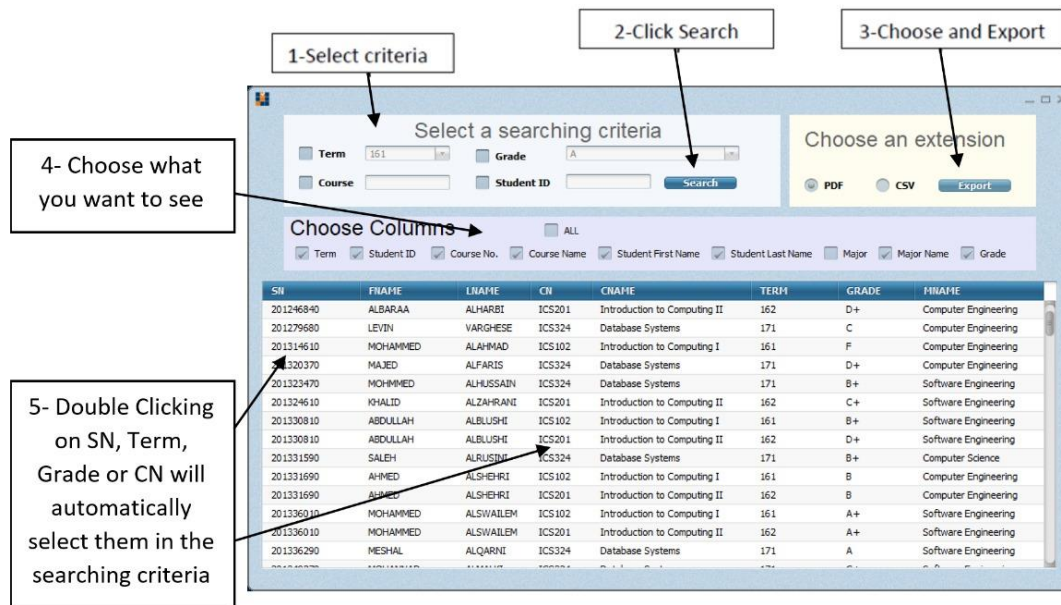 1-Select criteria
2-Click Search
3-Choose and Export
4- Choose what
you want to see
5- Double Clicking
on SN, Term,
Grade or CN will
automatically
select them in the
searching criteria
Select a searching criteria
Term 161 Grade A
Course Student ID Search
Choose an extension
PDF CSV Export
Choose Columns ALL
Term Student ID Course No. Course Name Student First Name Student Last Name Major Major Name Grade
SN FNAME LNAME CN CNAME TERM GRADE MNAME
201246840 ALBARAA ALHARBI ICS201 Introduction to Computing II 162 D+ Computer Engineering
201279680 LEVIN VARGHESE ICS324 Database Systems 171 C Computer Engineering
201314610 MOHAMMED ALAHMAD ICS102 Introduction to Computing I 161 F Computer Engineering
201320370 MAJED ALFARIS ICS324 Database Systems 171 D+ Computer Engineering
201323470 MOHMMED ALHUSSAIN ICS324 Database Systems 171 B+ Software Engineering
201324610 KHALID ALZAHRANI ICS201 Introduction to Computing II 162 C+ Software Engineering
201330810 ABDULLAH ALBLUSHI ICS102 Introduction to Computing I 161 B+ Computer Engineering
201330810 ABDULLAH ALBLUSHI ICS201 Introduction to Computing II 162 D+ Computer Engineering
201331590 SALEH ALRUSINI ICS324 Database Systems 171 B+ Computer Science
201331690 AHMED ALSHEHRI ICS102 Introduction to Computing I 161 B Computer Engineering
201331690 AHMED ALSHEHRI ICS201 Introduction to Computing II 162 B Computer Engineering
201336010 MOHAMMED ALSWAILEM ICS102 Introduction to Computing I 161 A+ Software Engineering
201336010 MOHAMMED ALSWAILEM ICS201 Introduction to Computing II 162 A+ Software Engineering
201336290 MESHAL ALQARNI ICS324 Database Systems 171 A Software Engineering